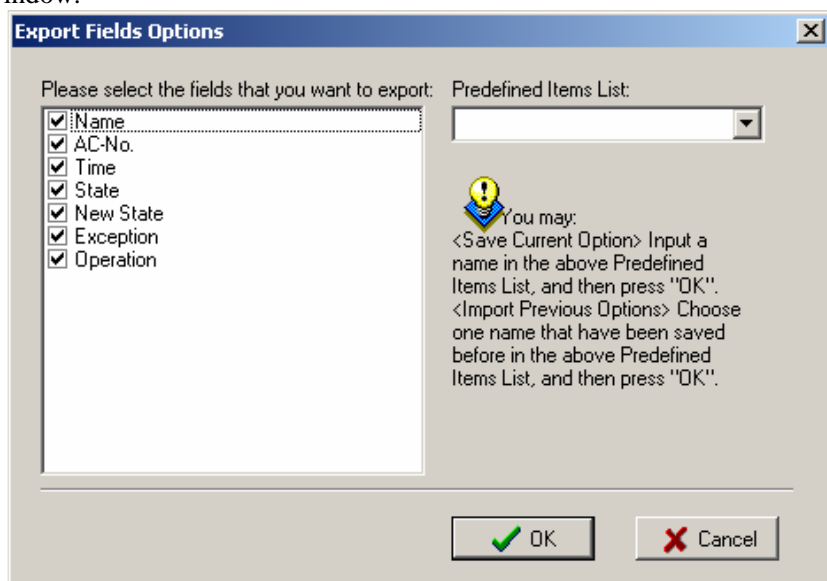 indow:
Export Fields Options
Please select the fields that you want to export:
Name
AC-No.
Time
State
New State
Exception
Operation
Predefined Items List:
You may:
<Save Current Option> Input a
name in the above Predefined
Items List, and then press "OK".
<Import Previous Options> Choose
one name that have been saved
before in the above Predefined
Items List, and then press "OK".
OK
Cancel